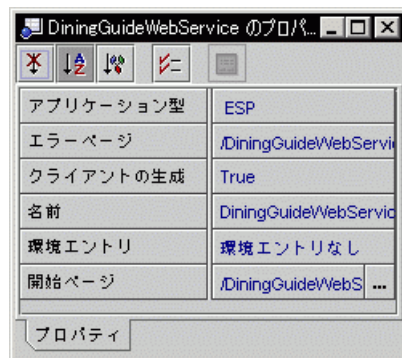 DiningGuideWebService のプロパ...
アプリケーション型 ESP
エラーページ /DiningGuideWebServi
クライアントの生成 True
名前 DiningGuideWebServic
環境エントリ 環境エントリなし
開始ページ /DiningGuideWebS ...
プロパティ